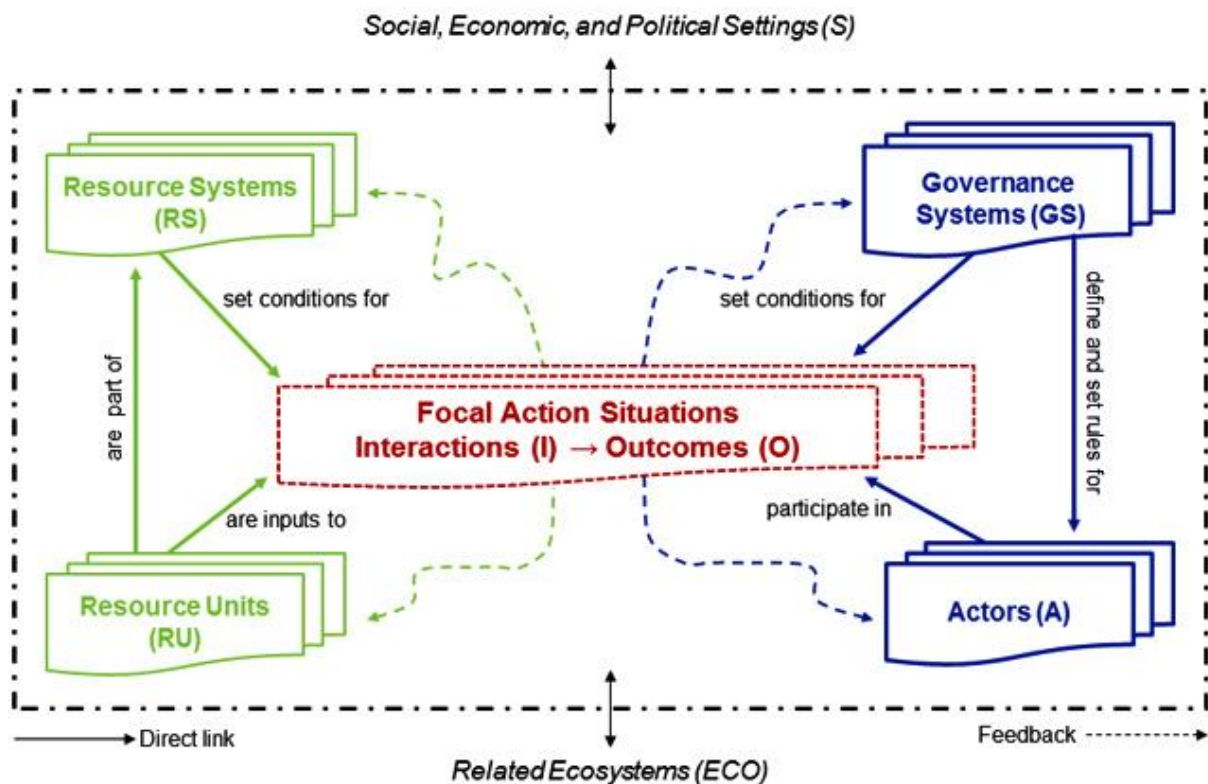 Social, Economic, and Political Settings (S)
Resource Systems
(RS)
Governance
Systems (GS)
set conditions for
set conditions for
are part of
define and set rules for
Focal Action Situations
Interactions (I) → Outcomes (O)
are inputs to
participate in
Resource Units
(RU)
Actors (A)
Direct link
Feedback
Related Ecosystems (ECO)